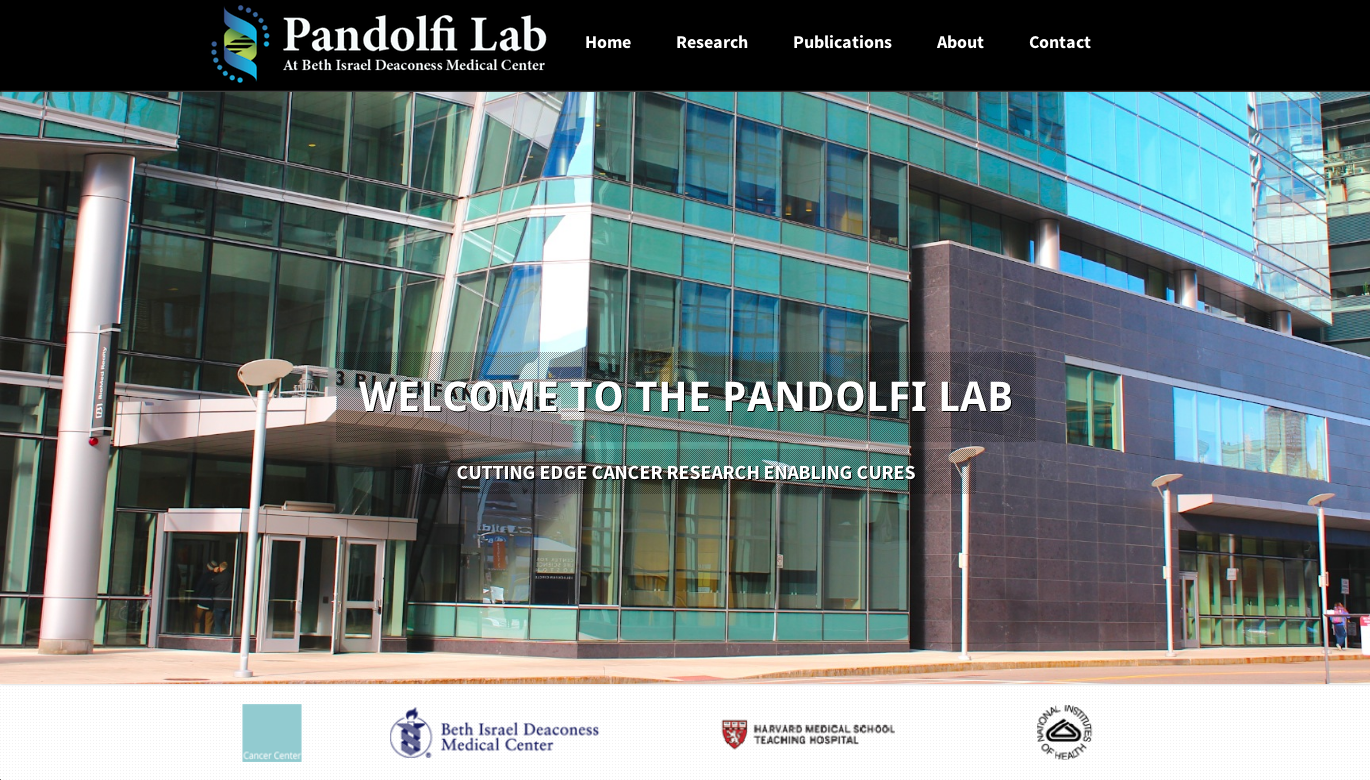 Pandolfi Lab
At Beth Israel Deaconess Medical Center
Home
Research
Publications
About
Contact
3
WELCOME TO THE PANDOLFI LAB
CUTTING EDGE CANCER RESEARCH ENABLING CURES
Cancer Center
Beth Israel Deaconess
Medical Center
HARVARD MEDICAL SCHOOL
TEACHING HOSPITAL
NATIONAL INSTITUTES OF HEALTH